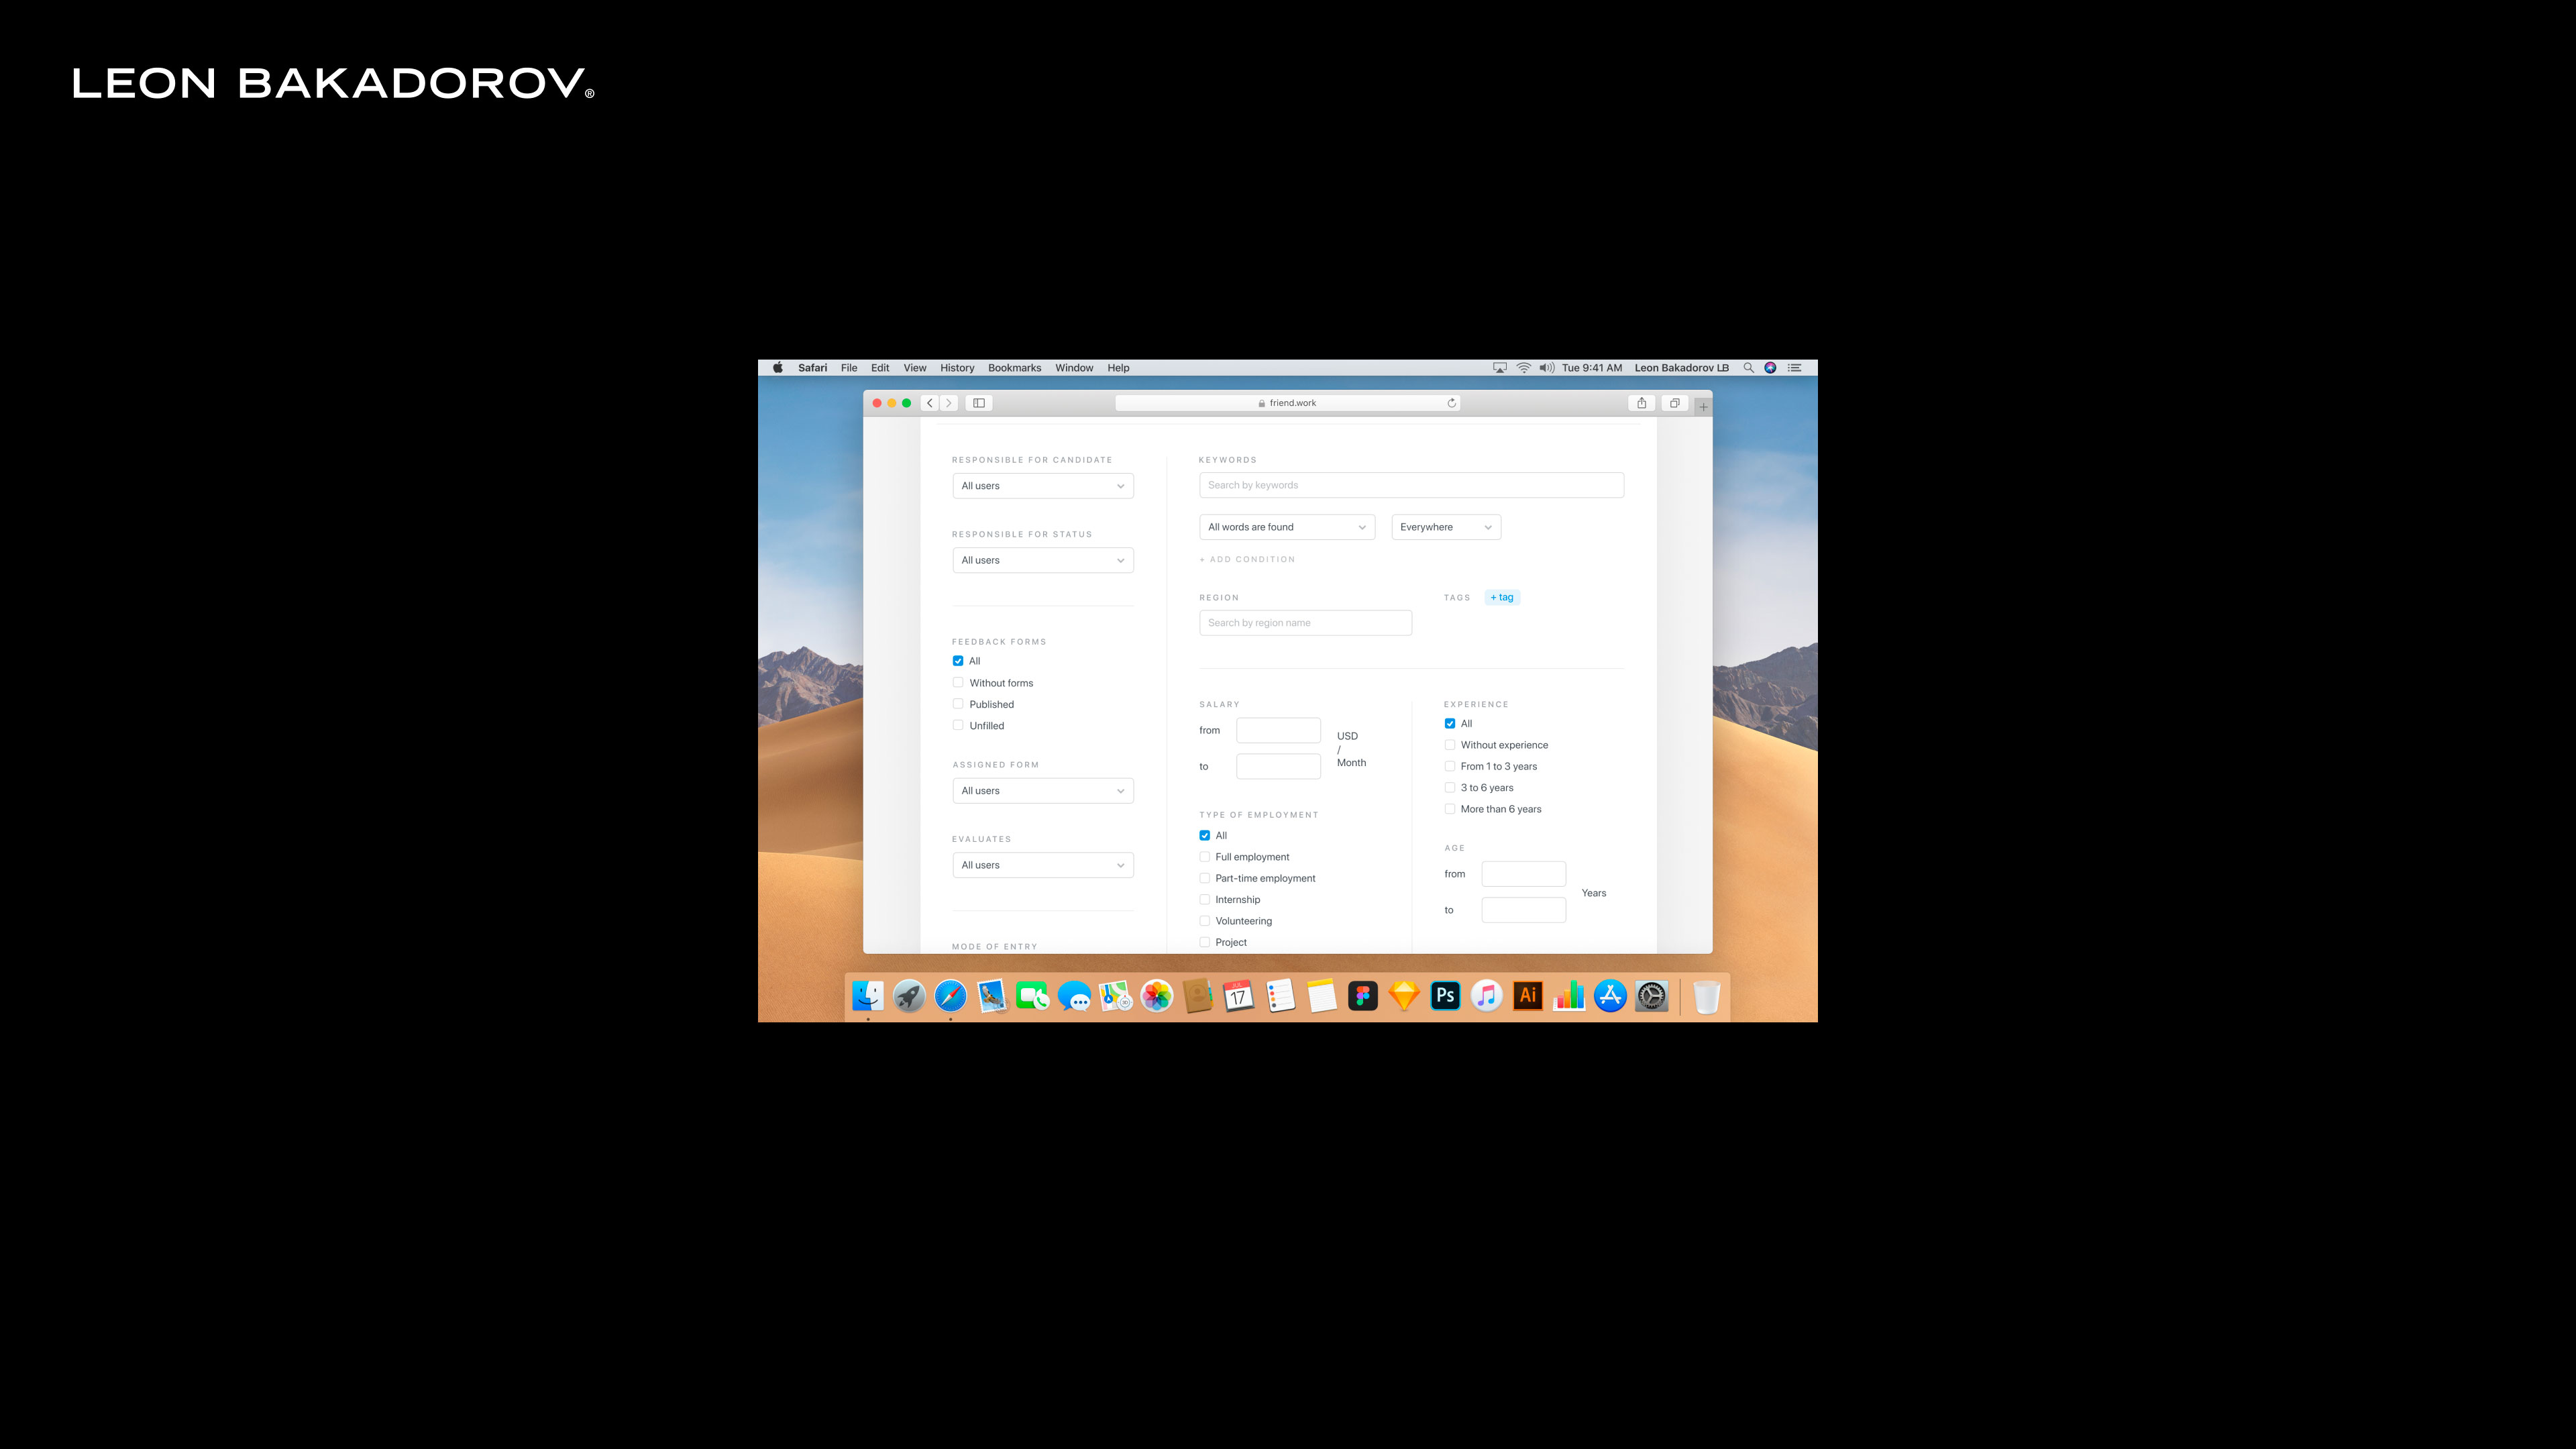 LEON BAKADOROV®
Safari File Edit View History Bookmarks Window Help
Tue 9:41 AM Leon Bakadorov LB
friend.work
RESPONSIBLE FOR CANDIDATE
All users
RESPONSIBLE FOR STATUS
All users
FEEDBACK FORMS
All
Without forms
Published
Unfilled
ASSIGNED FORM
All users
EVALUATES
All users
MODE OF ENTRY
KEYWORDS
Search by keywords
All words are found
Everywhere
+ ADD CONDITION
REGION
Search by region name
TAGS + tag
SALARY
from
to
USD
/
Month
TYPE OF EMPLOYMENT
All
Full employment
Part-time employment
Internship
Volunteering
Project
EXPERIENCE
All
Without experience
From 1 to 3 years
3 to 6 years
More than 6 years
AGE
from
to
Years
JUL
17
Ps
Ai